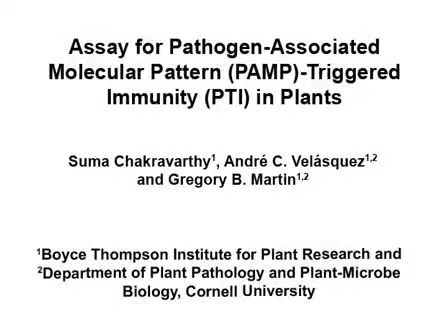 Assay for Pathogen-Associated
Molecular Pattern (PAMP)-Triggered
Immunity (PTI) in Plants
Suma Chakravarthy¹, André C. Velásquez¹,²
and Gregory B. Martin¹,²
¹Boyce Thompson Institute for Plant Research and
²Department of Plant Pathology and Plant-Microbe
Biology, Cornell University